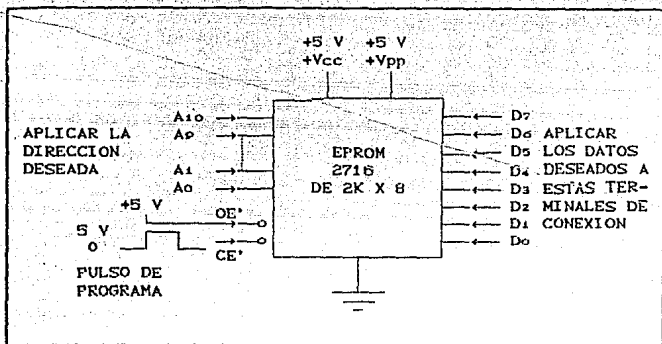 +5 V +5 V
+Vcc +Vpp
A10
A9
A1
A0
APLICAR LA
DIRECCION
DESEADA
EPROM
2716
DE 2K X 8
D7
D6 APLICAR
D5 LOS DATOS
D4 DESEADOS A
D3 ESTAS TER-
D2 MINALES DE
D1 CONEXION
D0
+5 V
OE'
5 V
0
CE'
PULSO DE
PROGRAMA